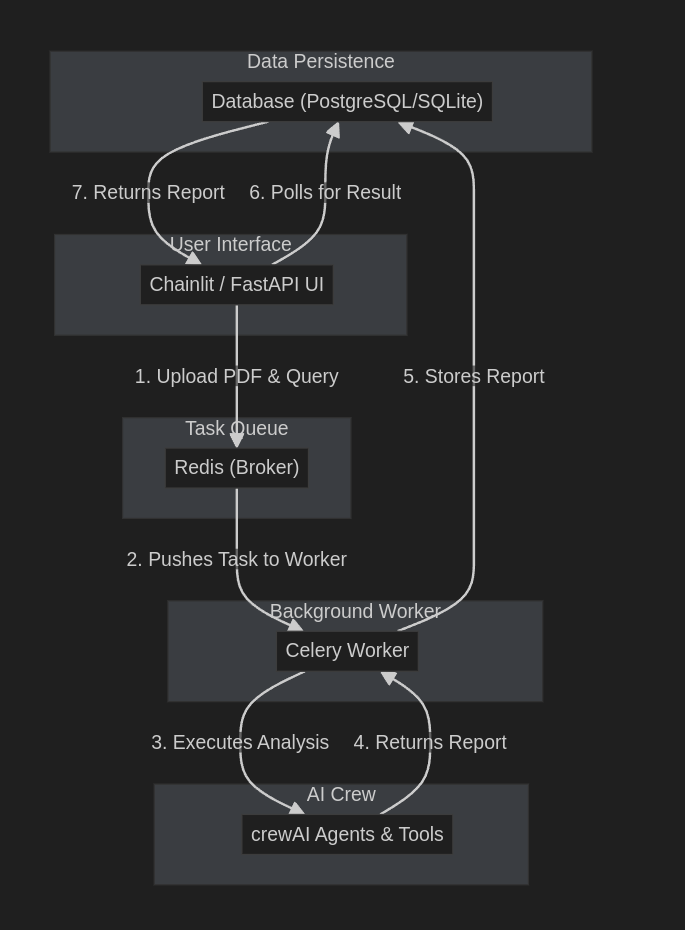 Data Persistence
Database (PostgreSQL/SQLite)
7. Returns Report
6. Polls for Result
User Interface
Chainlit / FastAPI UI
1. Upload PDF & Query
5. Stores Report
Task Queue
Redis (Broker)
2. Pushes Task to Worker
Background Worker
Celery Worker
3. Executes Analysis
4. Returns Report
AI Crew
crewAI Agents & Tools